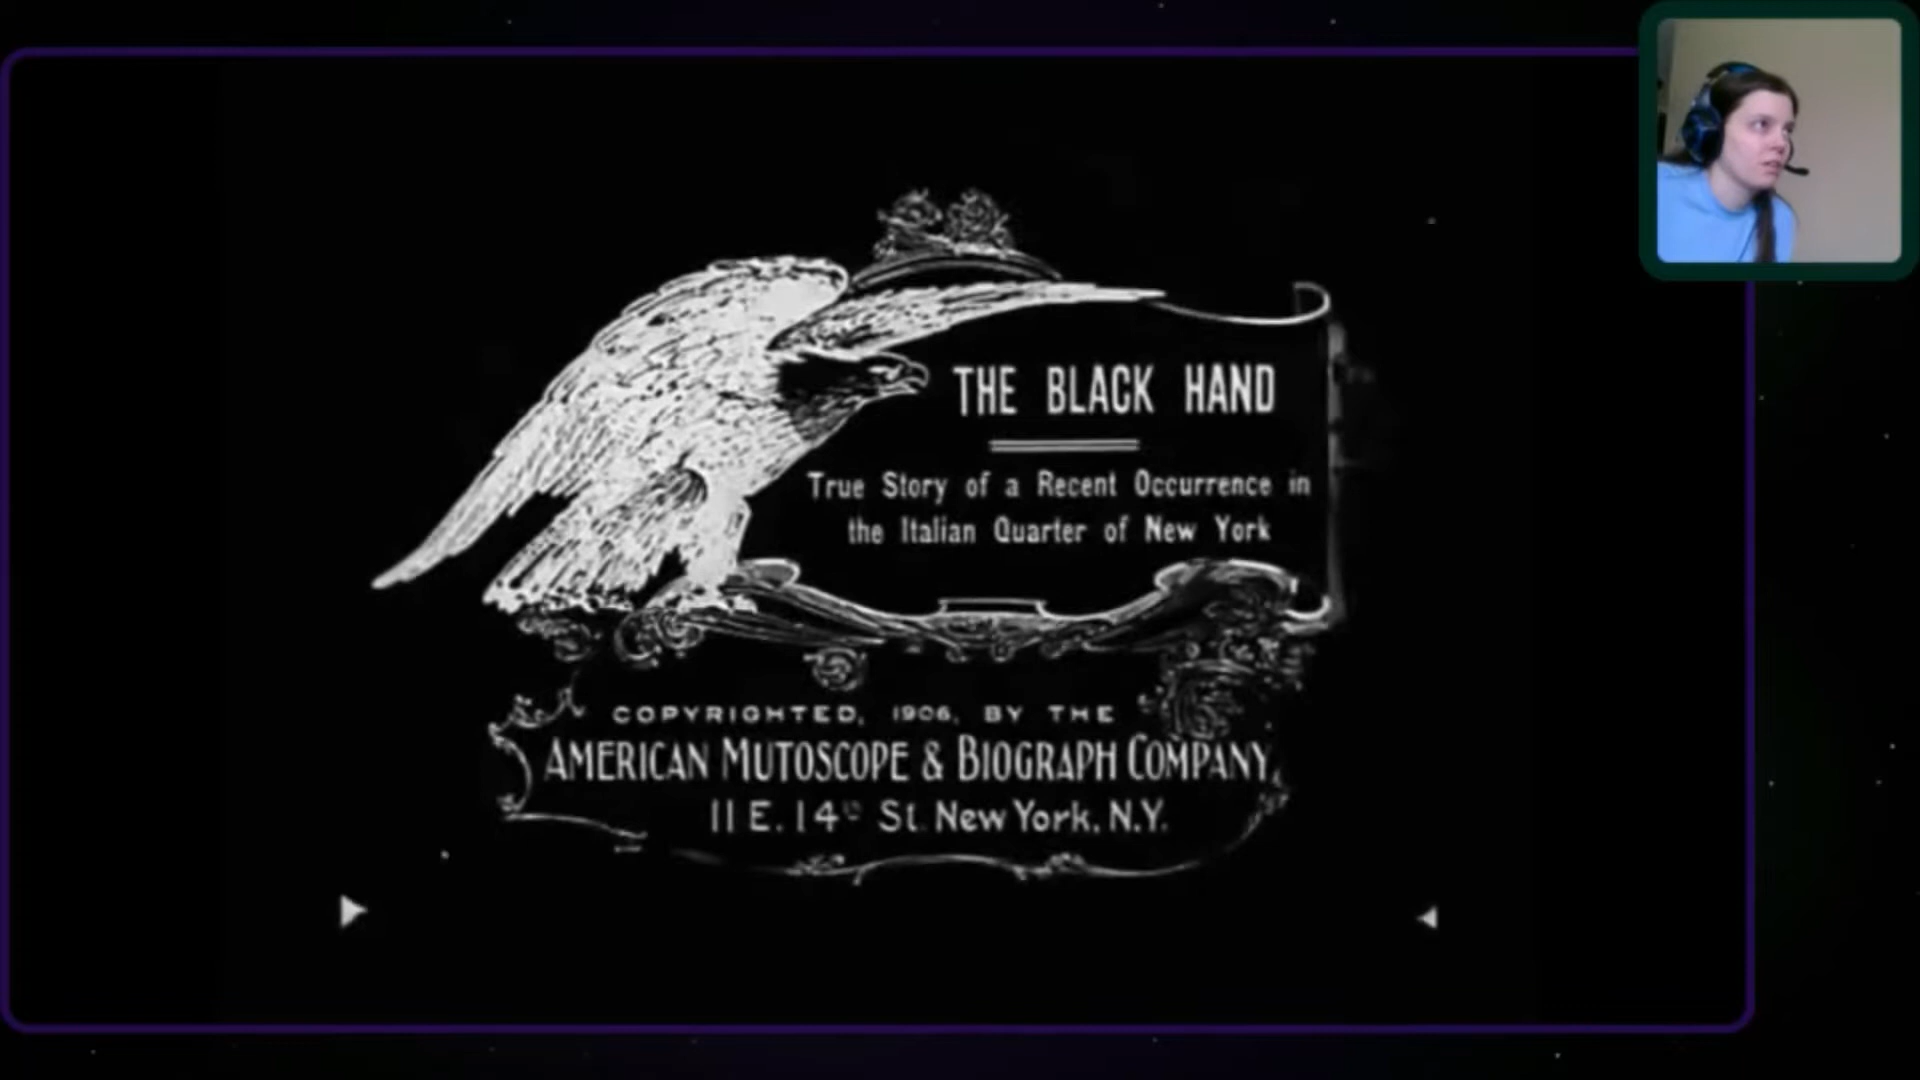 THE BLACK HAND
True Story of a Recent Occurrence in
the Italian Quarter of New York
COPYRIGHTED, 1906, BY THE
AMERICAN MUTOSCOPE & BIOGRAPH COMPANY,
11 E. 14th St. New York, N.Y.